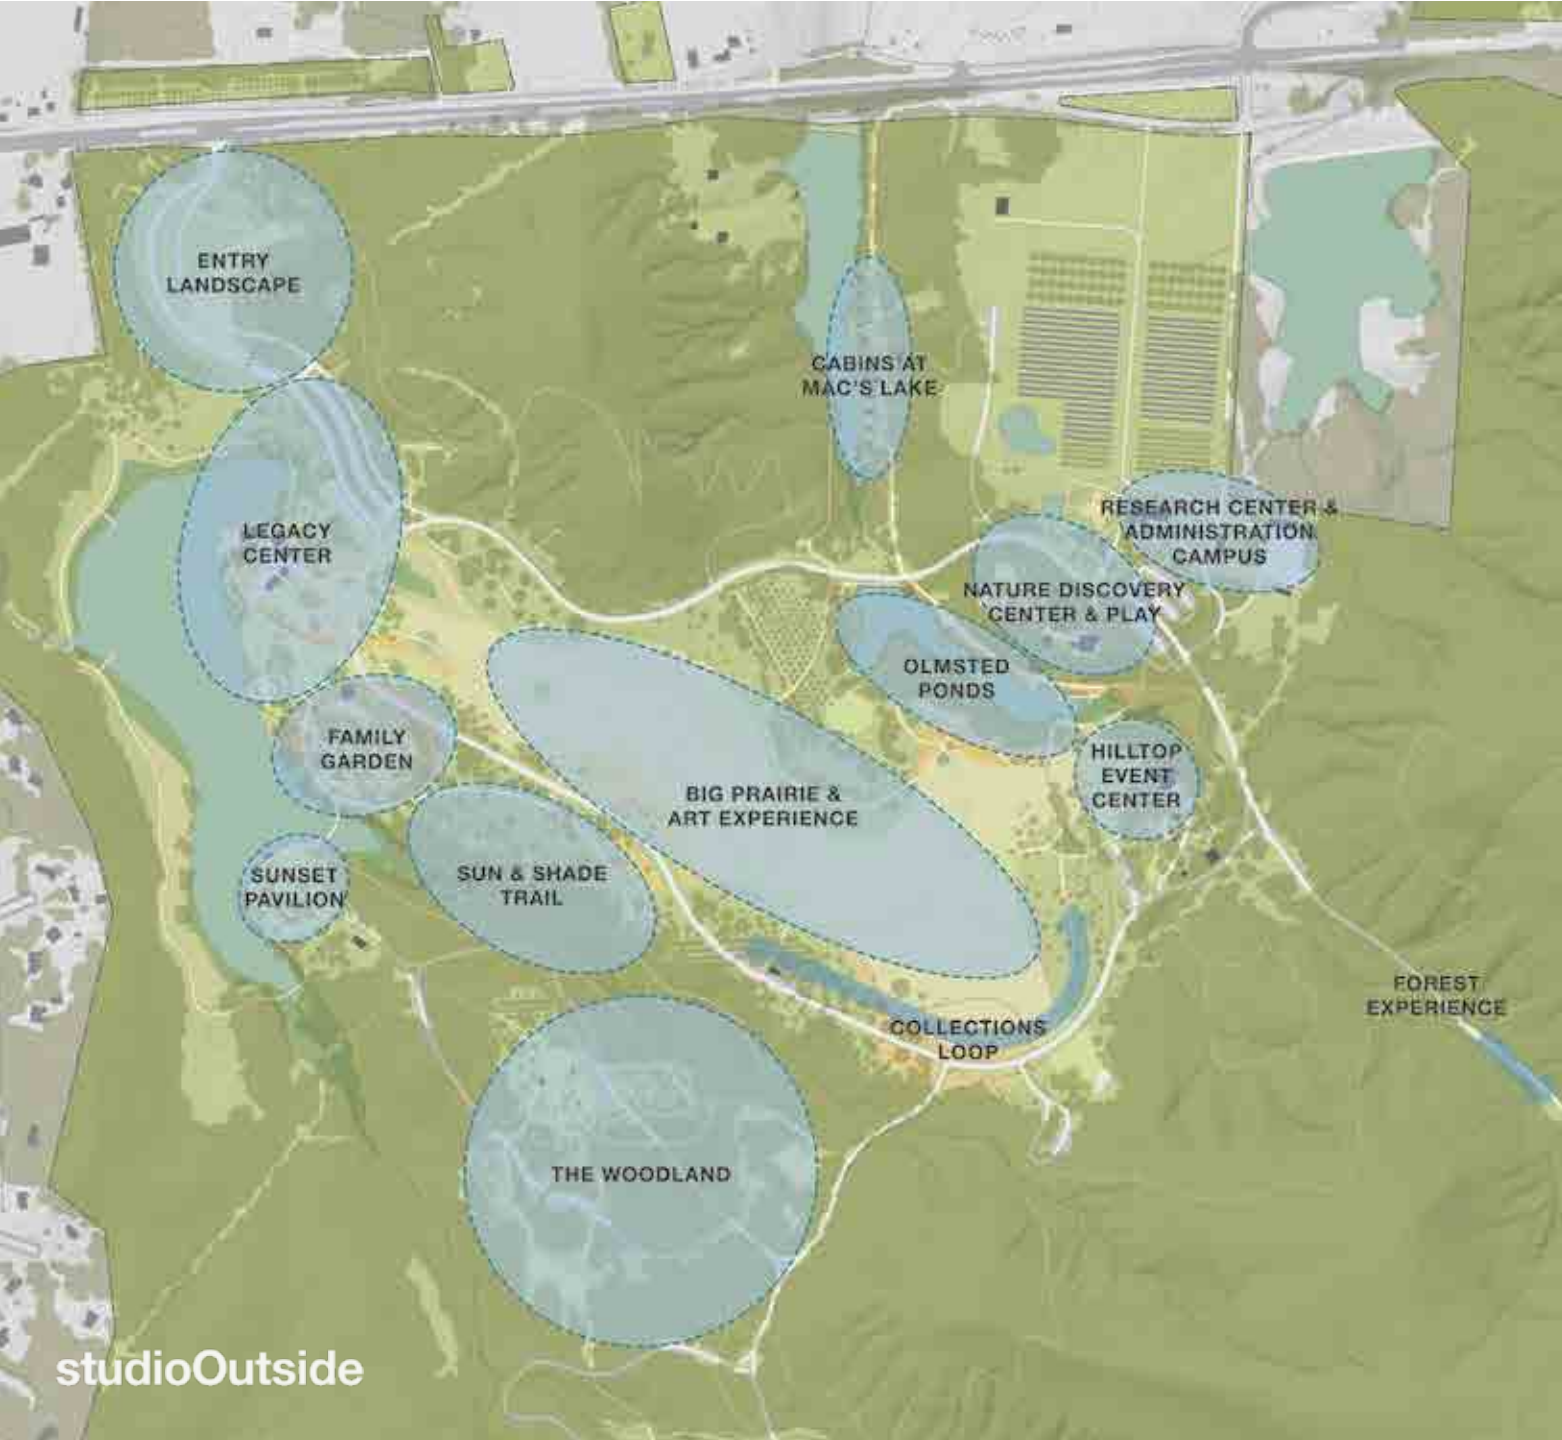 ENTRY
LANDSCAPE
CABINS AT
MAC'S LAKE
LEGACY
CENTER
RESEARCH CENTER &
ADMINISTRATION
CAMPUS
NATURE DISCOVERY
CENTER & PLAY
OLMSTED
PONDS
FAMILY
GARDEN
HILLTOP
EVENT
CENTER
BIG PRAIRIE &
ART EXPERIENCE
SUN & SHADE
TRAIL
SUNSET
PAVILION
FOREST
EXPERIENCE
COLLECTIONS
LOOP
THE WOODLAND
studioOutside